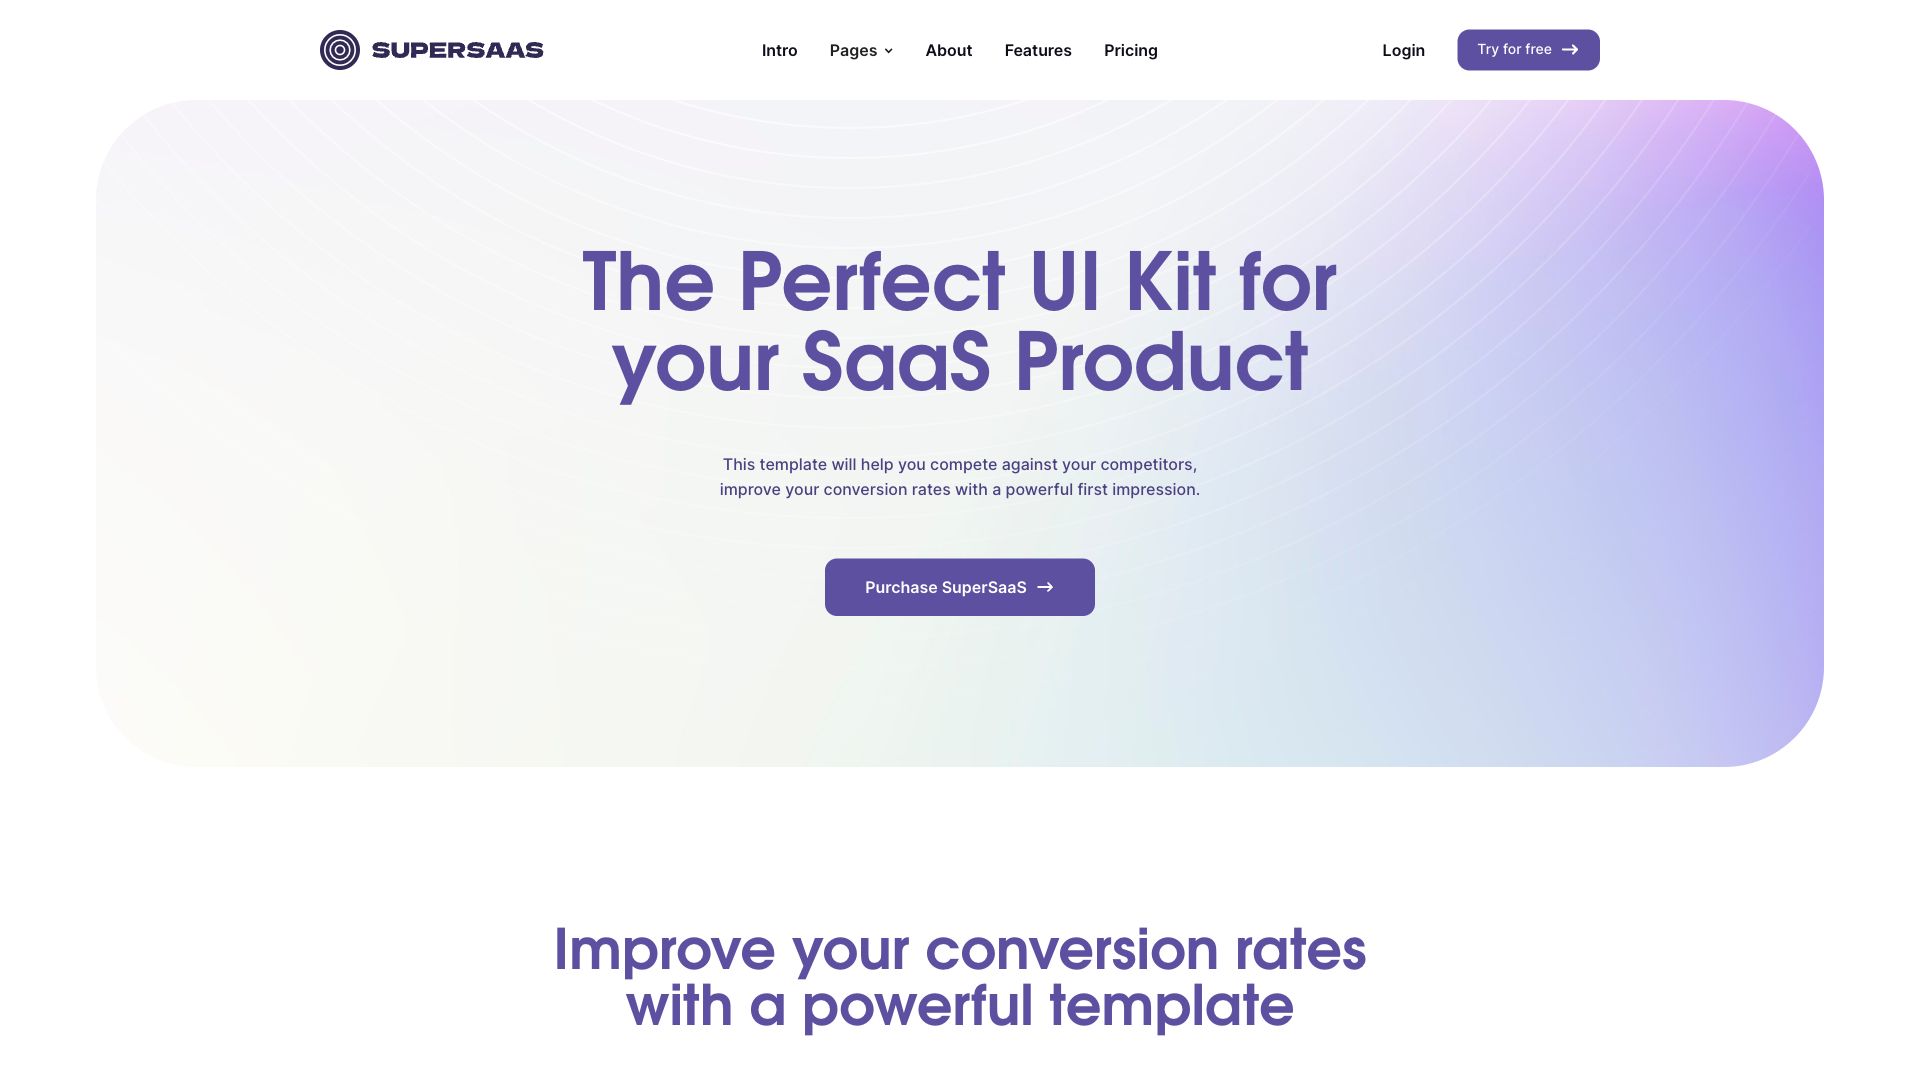 SUPERSAAS
Intro
Pages
About
Features
Pricing
Login
Try for free
The Perfect UI Kit for
your SaaS Product
This template will help you compete against your competitors,
improve your conversion rates with a powerful first impression.
Purchase SuperSaaS
Improve your conversion rates
with a powerful template